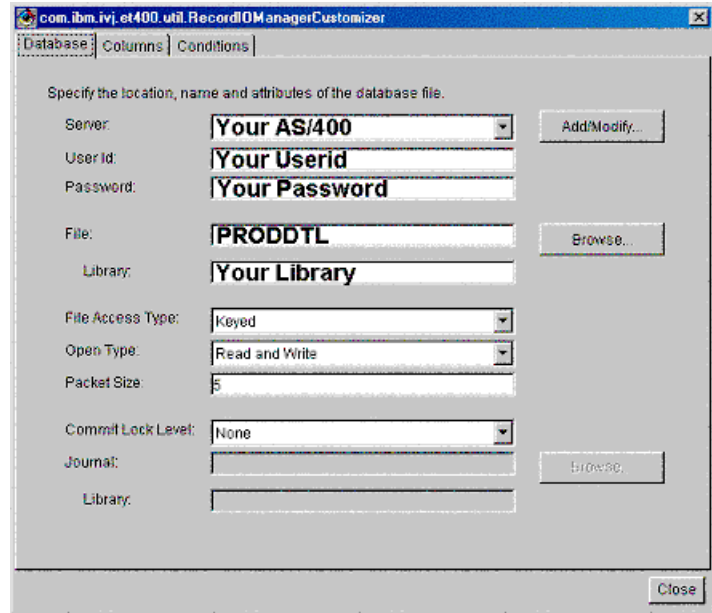 com.ibm.ivj.et400.util.RecordIOManagerCustomizer
Database Columns Conditions
Specify the location, name and attributes of the database file.
Server: Your AS/400 Add/Modify...
User Id: Your Userid
Password: Your Password
File: PRODDTL Browse...
Library: Your Library
File Access Type: Keyed
Open Type: Read and Write
Packet Size: 5
Commit Lock Level: None
Journal: Browse...
Library:
Close